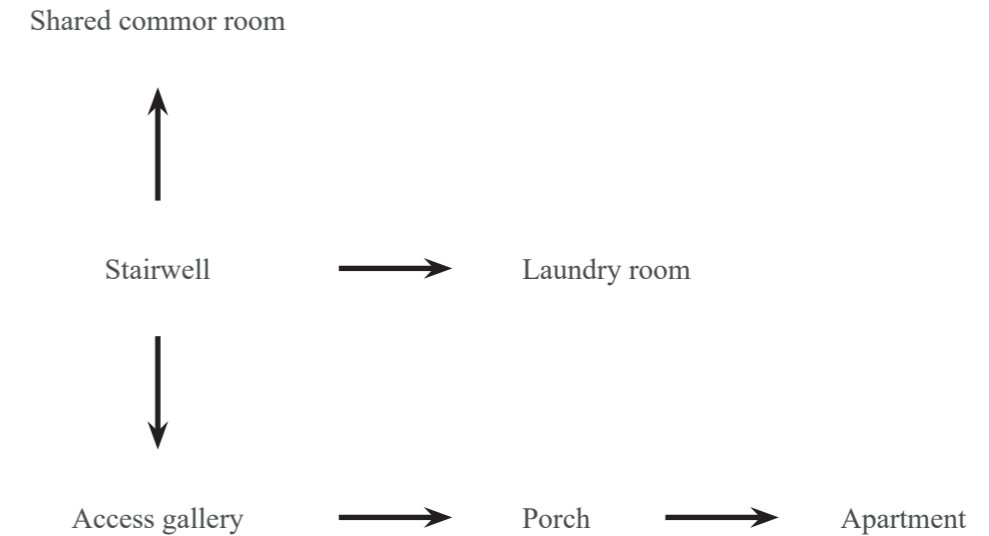 Shared commor room
Stairwell
Laundry room
Access gallery
Porch
Apartment